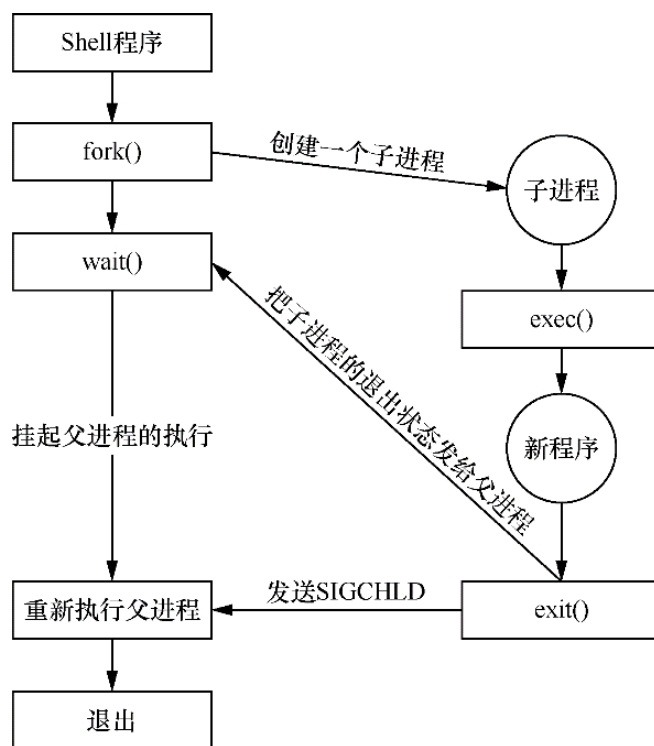 Shell程序
fork()
创建一个子进程
子进程
wait()
exec()
把子进程的退出状态发给父进程
挂起父进程的执行
新程序
重新执行父进程
发送SIGCHLD
exit()
退出